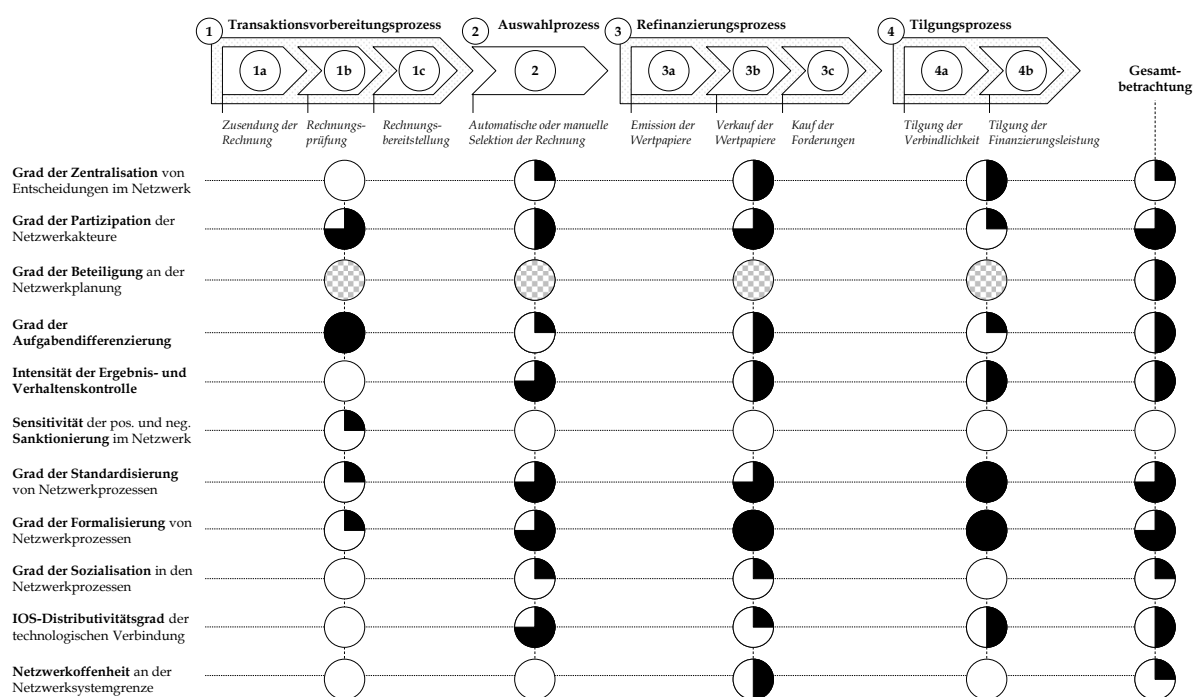 1 Transaktionsvorbereitungsprozess 2 Auswahlprozess 3 Refinanzierungsprozess 4 Tilgungsprozess
1a 1b 1c 2 3a 3b 3c 4a 4b
Gesamt-
betrachtung
Zusendung der Rechnungs- Rechnungs- Automatische oder manuelle Emission der Verkauf der Kauf der Tilgung der Tilgung der
Rechnung prüfung bereitstellung Selektion der Rechnung Wertpapiere Wertpapiere Forderungen Verbindlichkeit Finanzierungsleistung
Grad der Zentralisation von
Entscheidungen im Netzwerk
Grad der Partizipation der
Netzwerkakteure
Grad der Beteiligung an der
Netzwerkplanung
Grad der
Aufgabendifferenzierung
Intensität der Ergebnis- und
Verhaltenskontrolle
Sensitivität der pos. und neg.
Sanktionierung im Netzwerk
Grad der Standardisierung
von Netzwerkprozessen
Grad der Formalisierung von
Netzwerkprozessen
Grad der Sozialisation in den
Netzwerkprozessen
IOS-Distributivitätsgrad der
technologischen Verbindung
Netzwerkoffenheit an der
Netzwerksystemgrenze